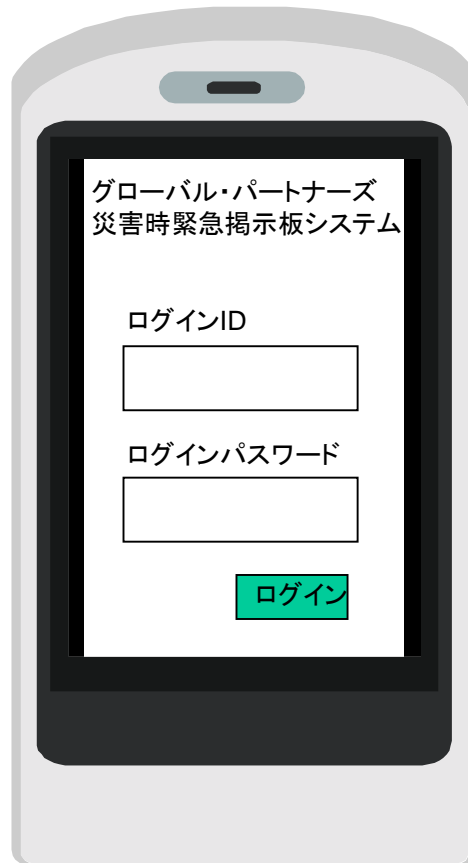 グローバル・パートナーズ
災害時緊急掲示板システム
ログインID
ログインパスワード
ログイン